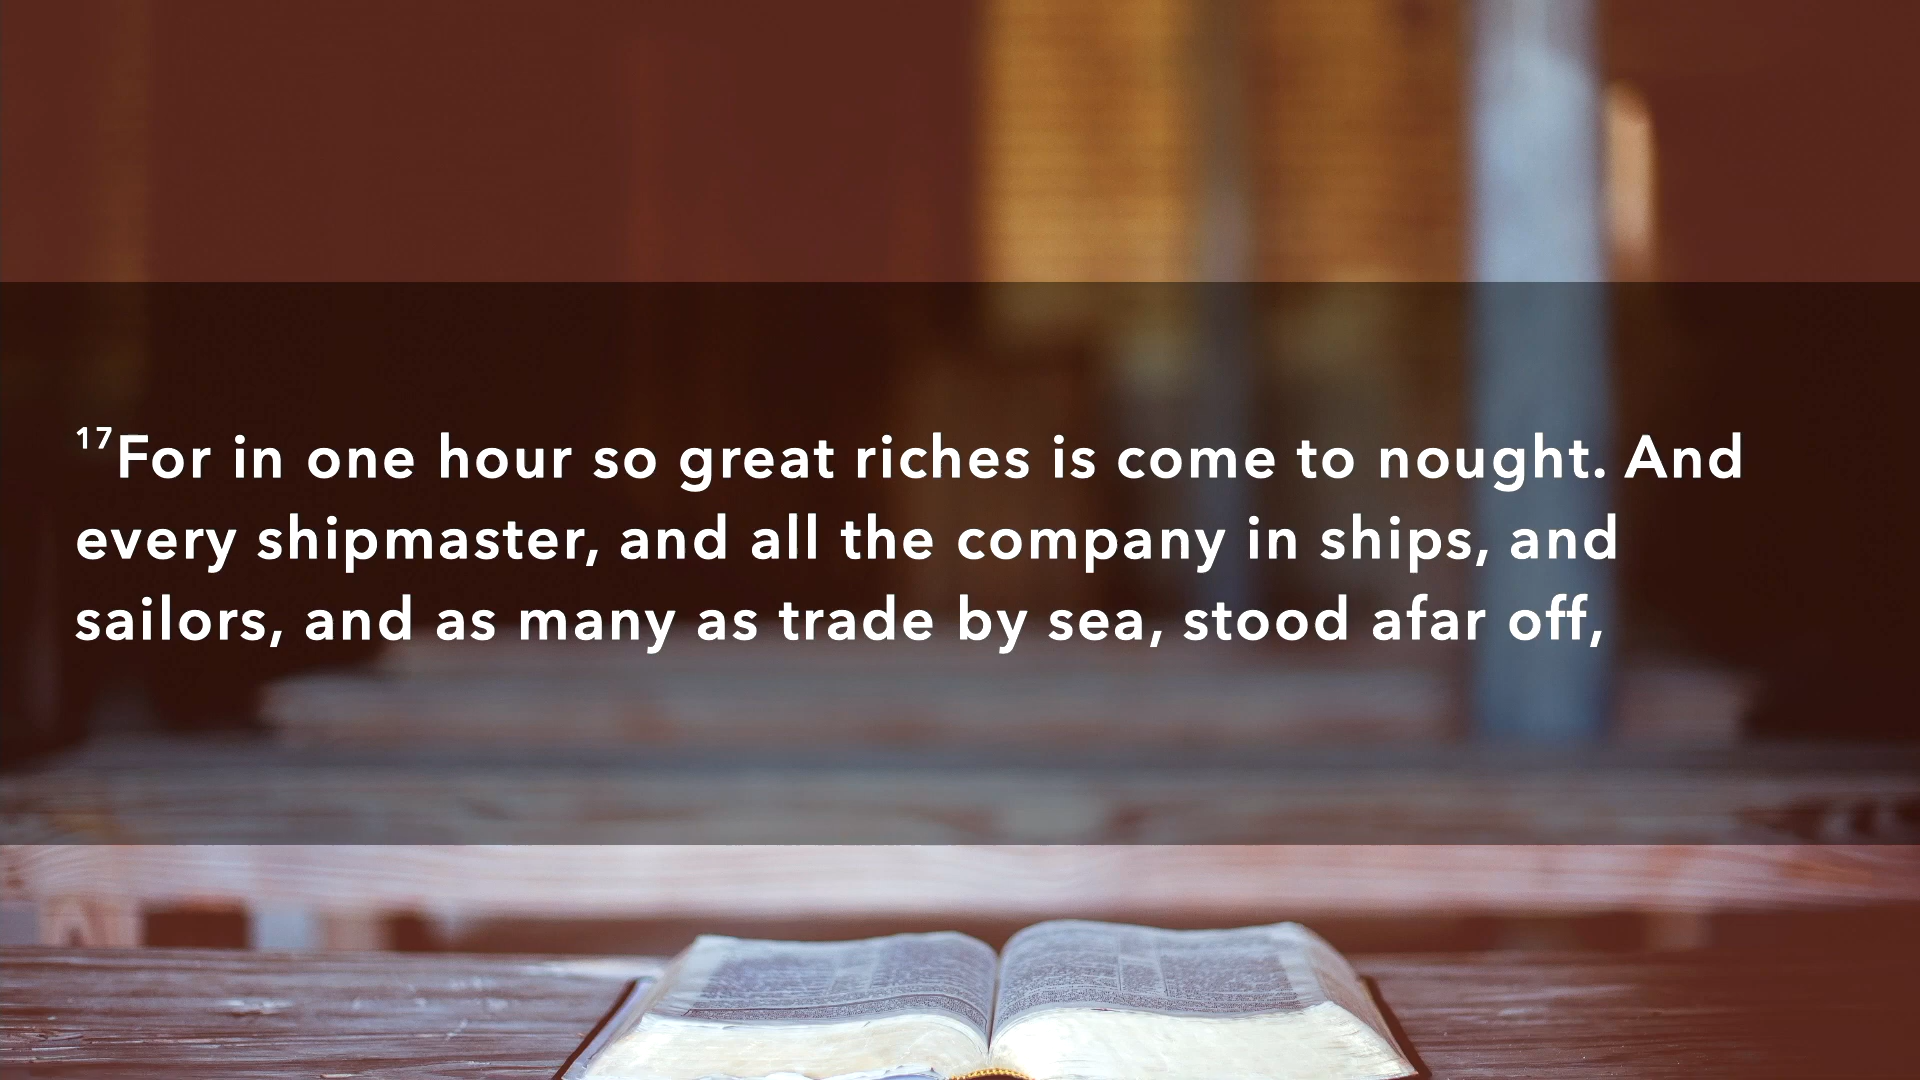 17For in one hour so great riches is come to nought. And
every shipmaster, and all the company in ships, and
sailors, and as many as trade by sea, stood afar off,